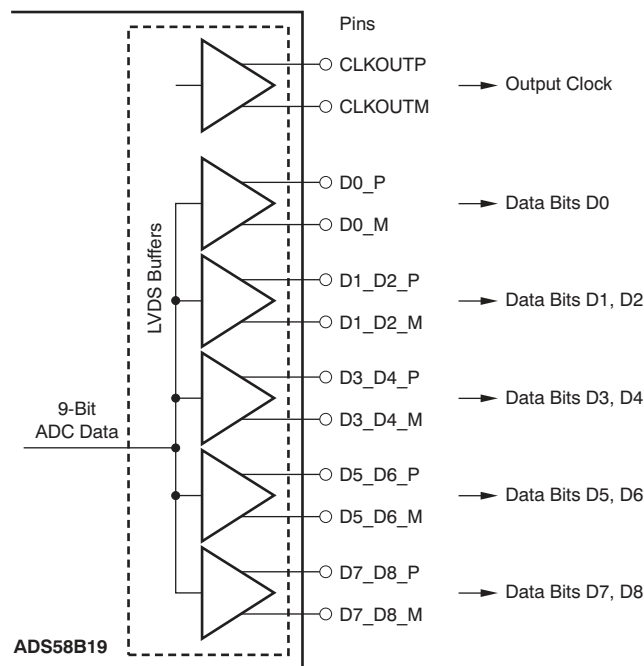 Pins
CLKOUTP
CLKOUTM
Output Clock
D0_P
D0_M
Data Bits D0
LVDS Buffers
D1_D2_P
D1_D2_M
Data Bits D1, D2
D3_D4_P
D3_D4_M
Data Bits D3, D4
9-Bit
ADC Data
D5_D6_P
D5_D6_M
Data Bits D5, D6
D7_D8_P
D7_D8_M
Data Bits D7, D8
ADS58B19